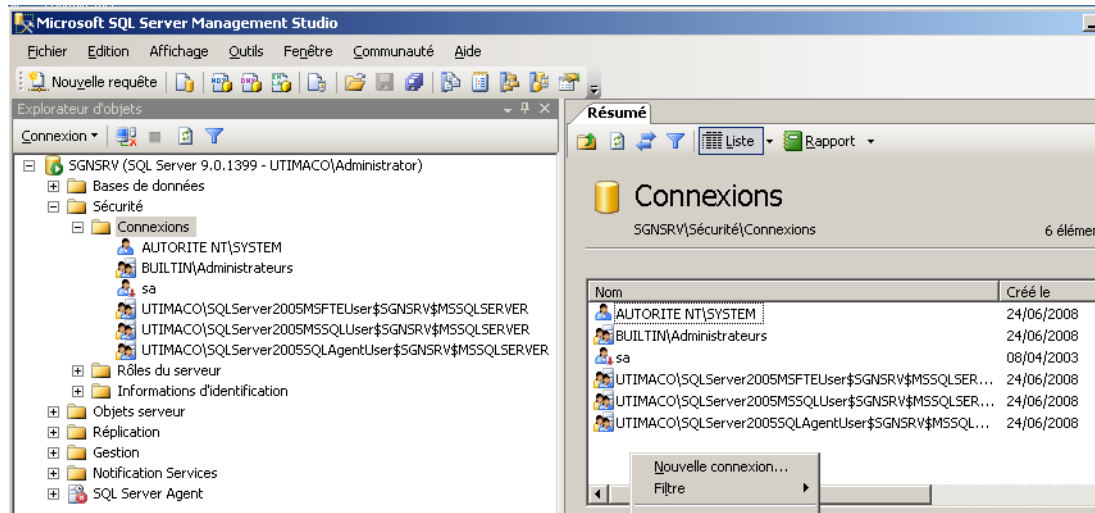 Microsoft SQL Server Management Studio
Fichier Edition Affichage Outils Fenêtre Communauté Aide
Nouvelle requête
Explorateur d'objets
Connexion
SGNSRV (SQL Server 9.0.1399 - UTIMACO\Administrator)
Bases de données
Sécurité
Connexions
AUTORITE NT\SYSTEM
BUILTIN\Administrateurs
sa
UTIMACO\SQLServer2005MSFTEUser$SGNSRV$MSSQLSERVER
UTIMACO\SQLServer2005MSSQLUser$SGNSRV$MSSQLSERVER
UTIMACO\SQLServer2005SQLAgentUser$SGNSRV$MSSQLSERVER
Rôles du serveur
Informations d'identification
Objets serveur
Réplication
Gestion
Notification Services
SQL Server Agent
Résumé
Liste Rapport
Connexions
SGNSRV\Sécurité\Connexions 6 élémen
Nom Créé le
AUTORITE NT\SYSTEM 24/06/2008
BUILTIN\Administrateurs 24/06/2008
sa 08/04/2003
UTIMACO\SQLServer2005MSFTEUser$SGNSRV$MSSQLSER... 24/06/2008
UTIMACO\SQLServer2005MSSQLUser$SGNSRV$MSSQLSER... 24/06/2008
UTIMACO\SQLServer2005SQLAgentUser$SGNSRV$MSSQL... 24/06/2008
Nouvelle connexion...
Filtre